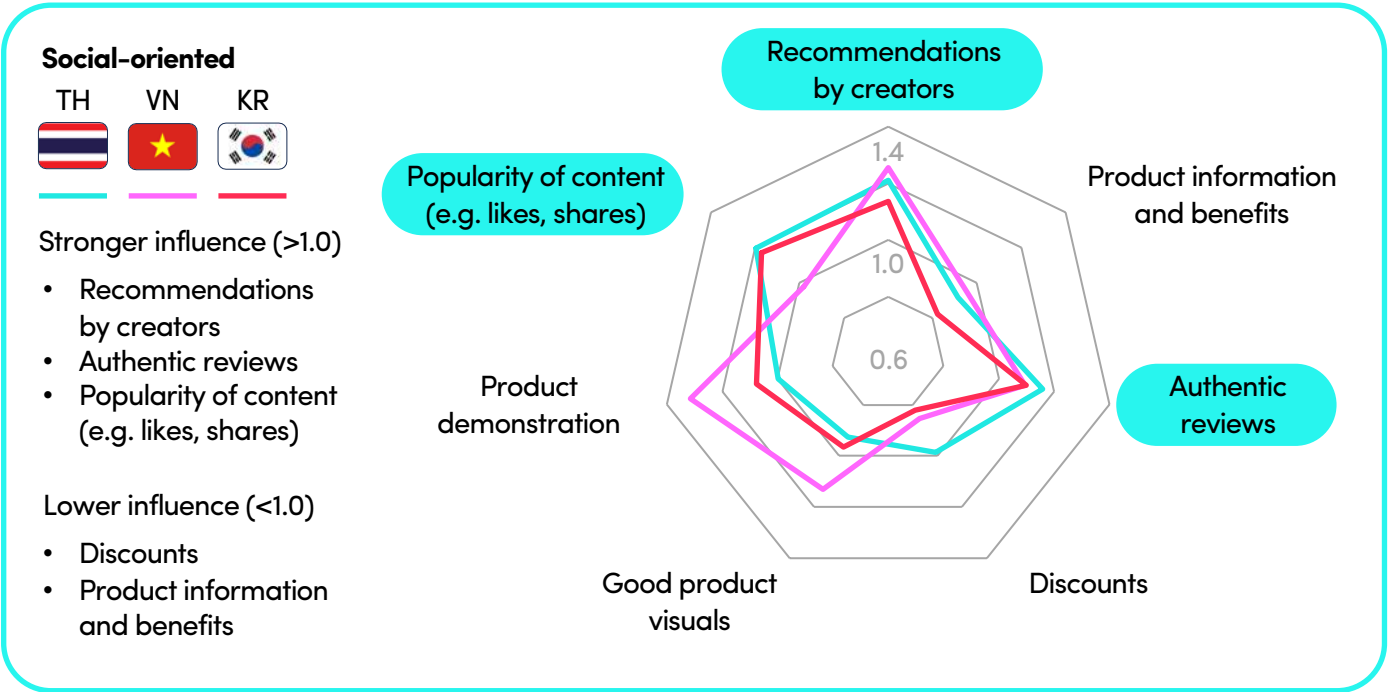 Social-oriented
TH VN KR
Stronger influence (>1.0)
• Recommendations
by creators
• Authentic reviews
• Popularity of content
(e.g. likes, shares)
Lower influence (<1.0)
• Discounts
• Product information
and benefits
Recommendations
by creators
Product information
and benefits
Authentic
reviews
Discounts
Good product
visuals
Product
demonstration
Popularity of content
(e.g. likes, shares)
1.4
1.0
0.6